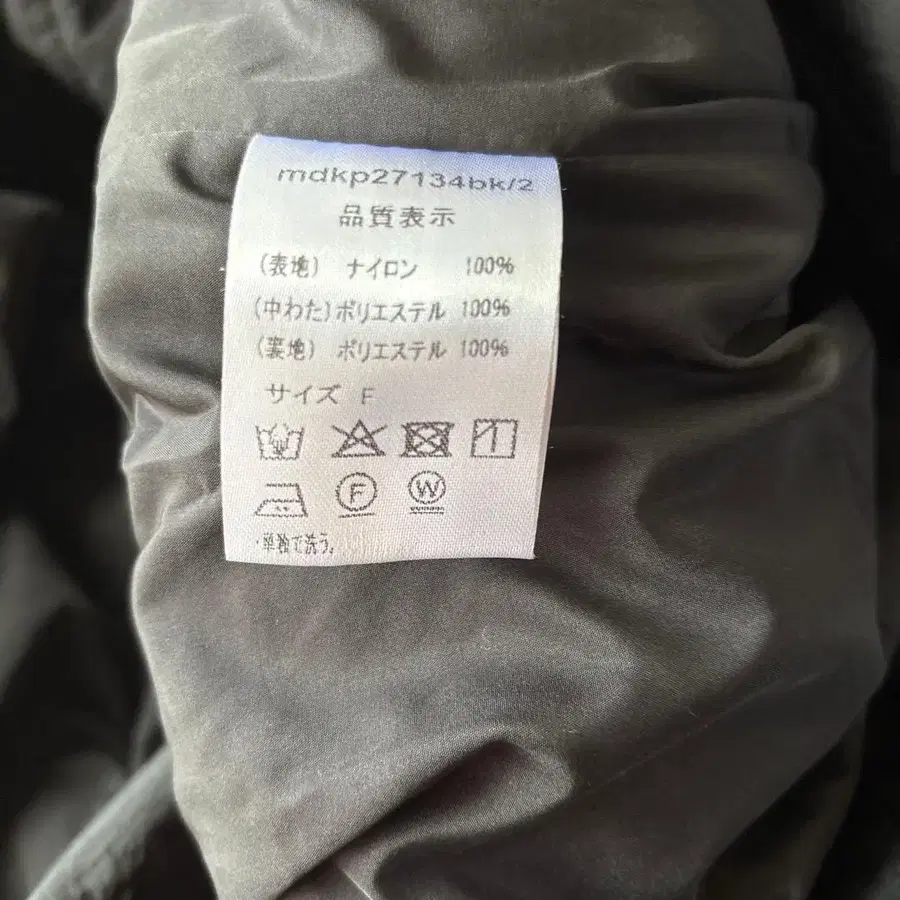 mdkp27134bk/2
品質表示
(表地) ナイロン 100%
(中わた) ポリエステル 100%
(裏地) ポリエステル 100%
サイズ F
F W
・単独で洗う。